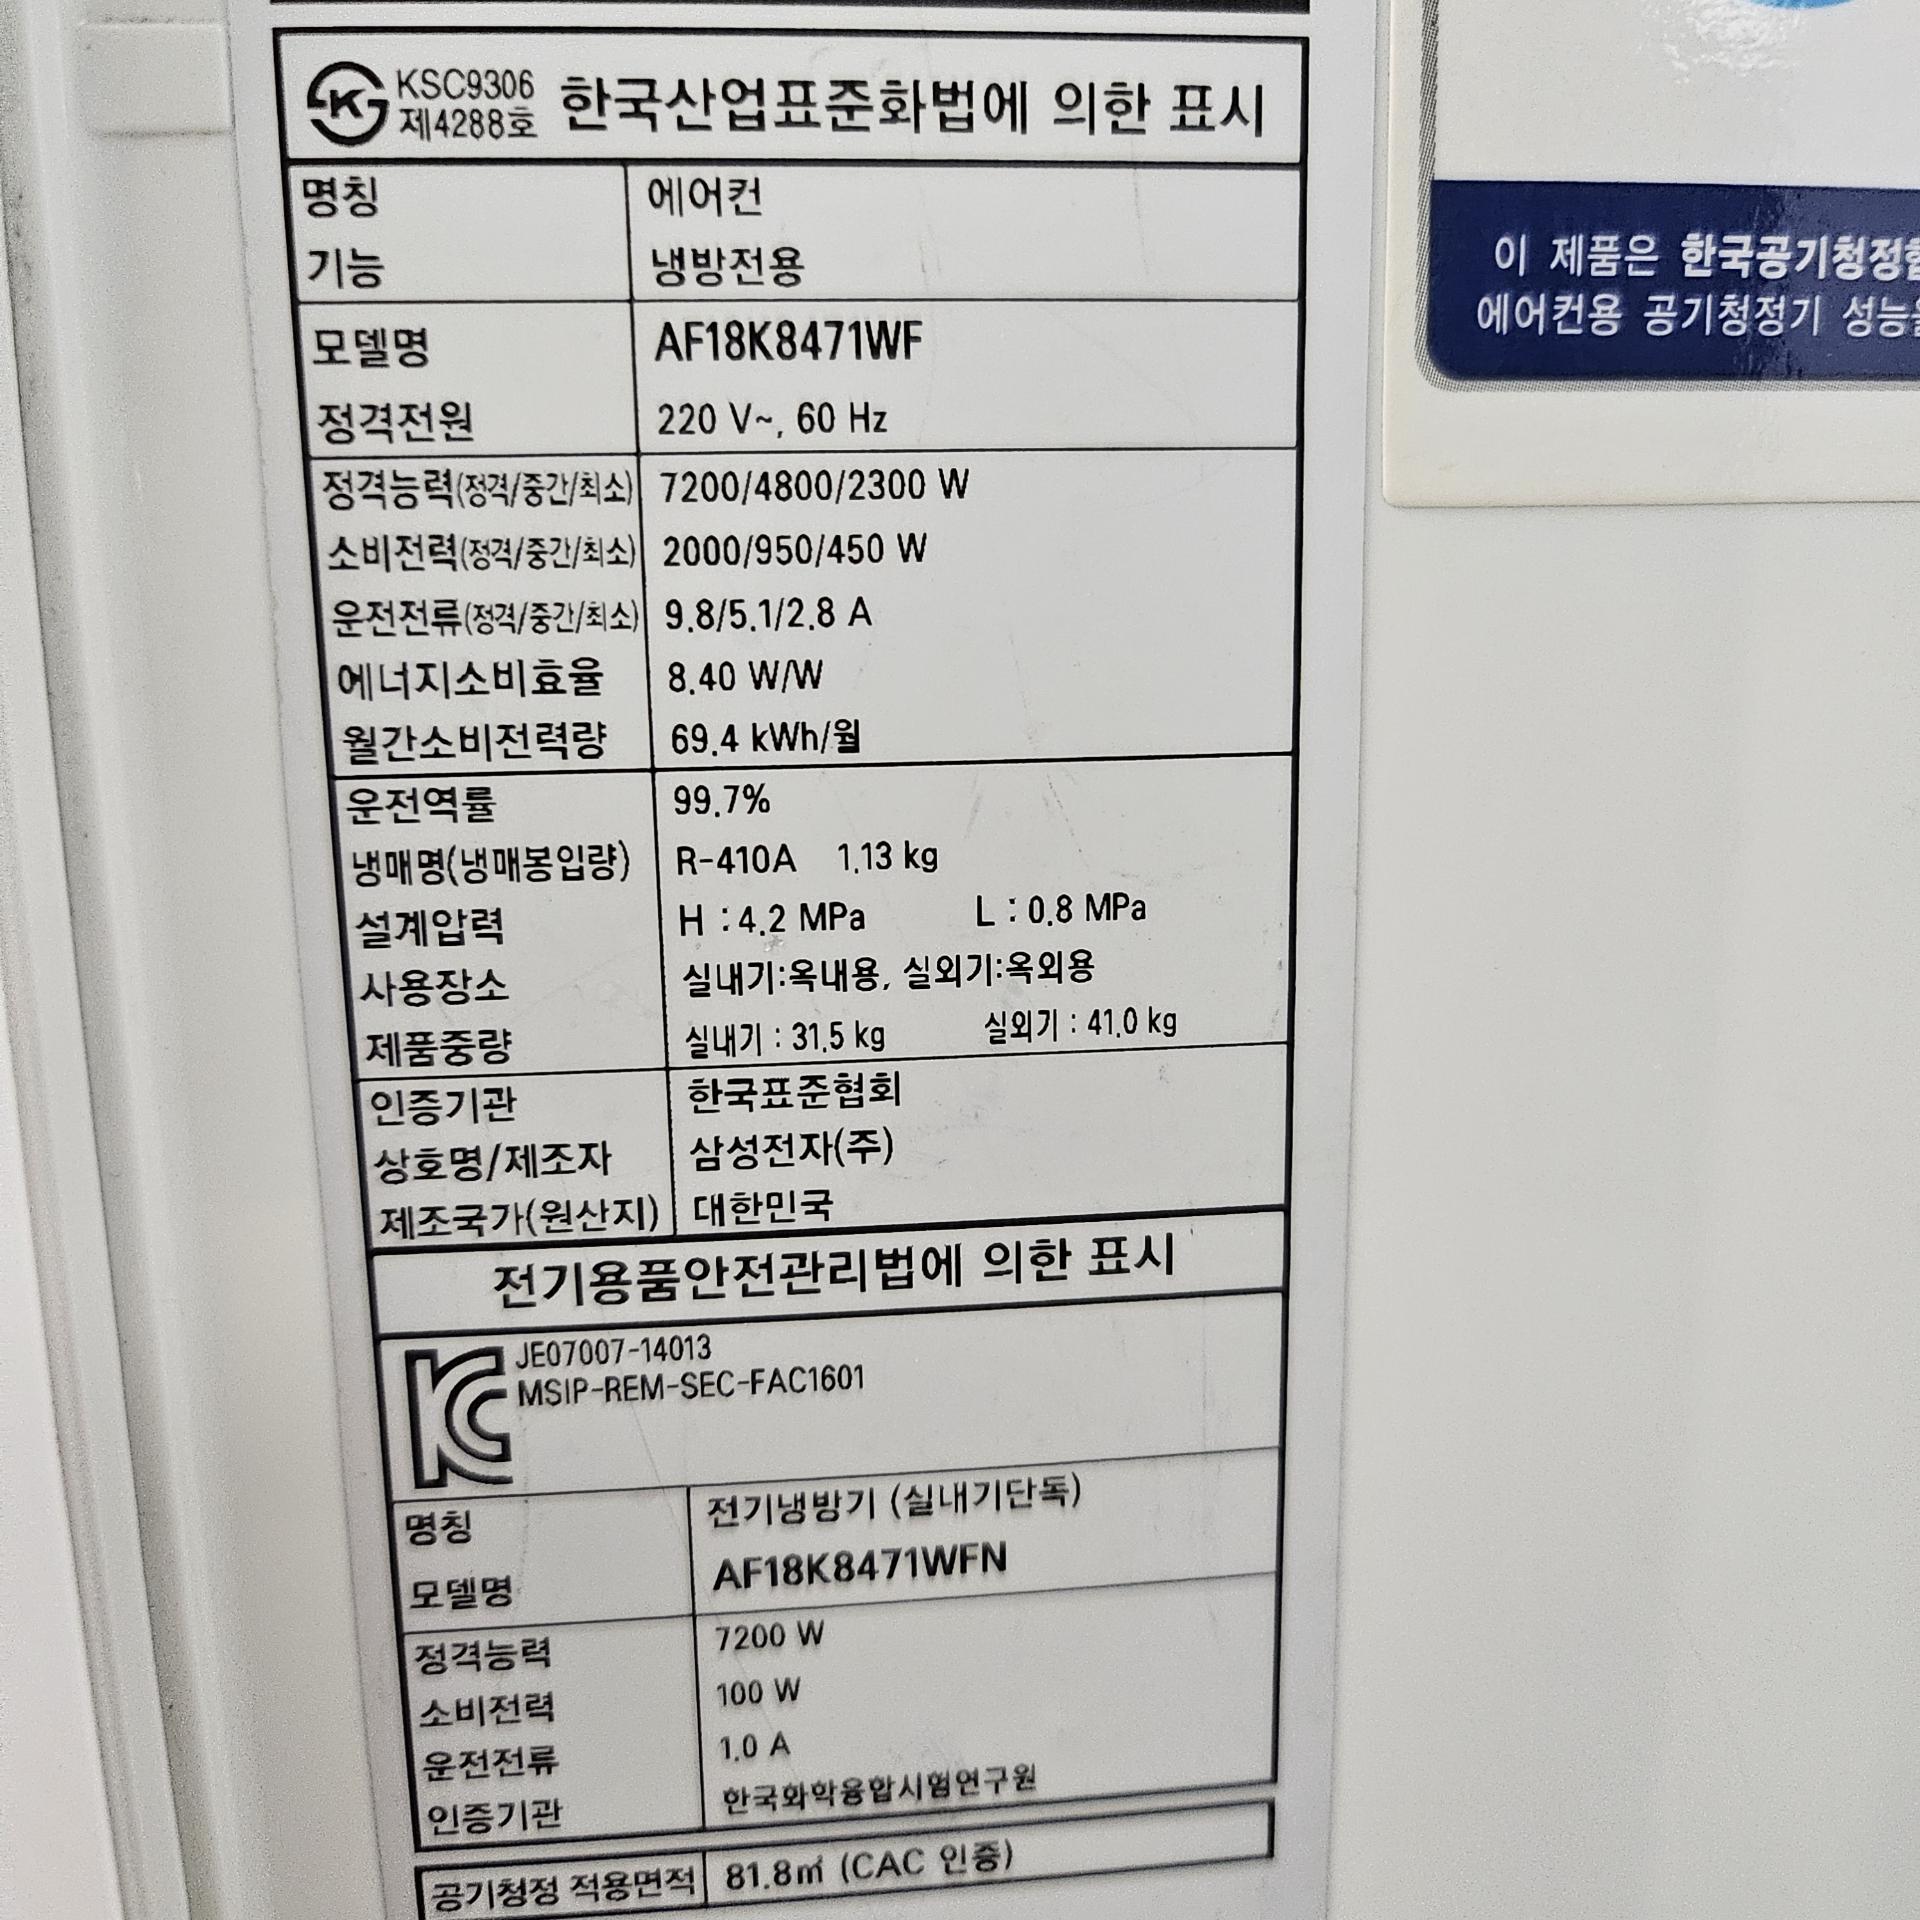 KSC9306
제4288호
한국산업표준화법에 의한 표시
명칭 에어컨
기능 냉방전용
모델명 AF18K8471WF
정격전원 220 V~, 60 Hz
정격능력(정격/중간/최소) 7200/4800/2300 W
소비전력(정격/중간/최소) 2000/950/450 W
운전전류(정격/중간/최소) 9.8/5.1/2.8 A
에너지소비효율 8.40 W/W
월간소비전력량 69.4 kWh/월
운전역률 99.7%
냉매명(냉매봉입량) R-410A 1.13 kg
설계압력 H : 4.2 MPa L : 0.8 MPa
사용장소 실내기:옥내용, 실외기:옥외용
제품중량 실내기 : 31.5 kg 실외기 : 41.0 kg
인증기관 한국표준협회
상호명/제조자 삼성전자(주)
제조국가(원산지) 대한민국
전기용품안전관리법에 의한 표시
JE07007-14013
MSIP-REM-SEC-FAC1601
명칭 전기냉방기 (실내기단독)
모델명 AF18K8471WFN
정격능력 7200 W
소비전력 100 W
운전전류 1.0 A
인증기관 한국화학융합시험연구원
공기청정 적용면적 81.8㎡ (CAC 인증)
이 제품은 한국공기청정
에어컨용 공기청정기 성능